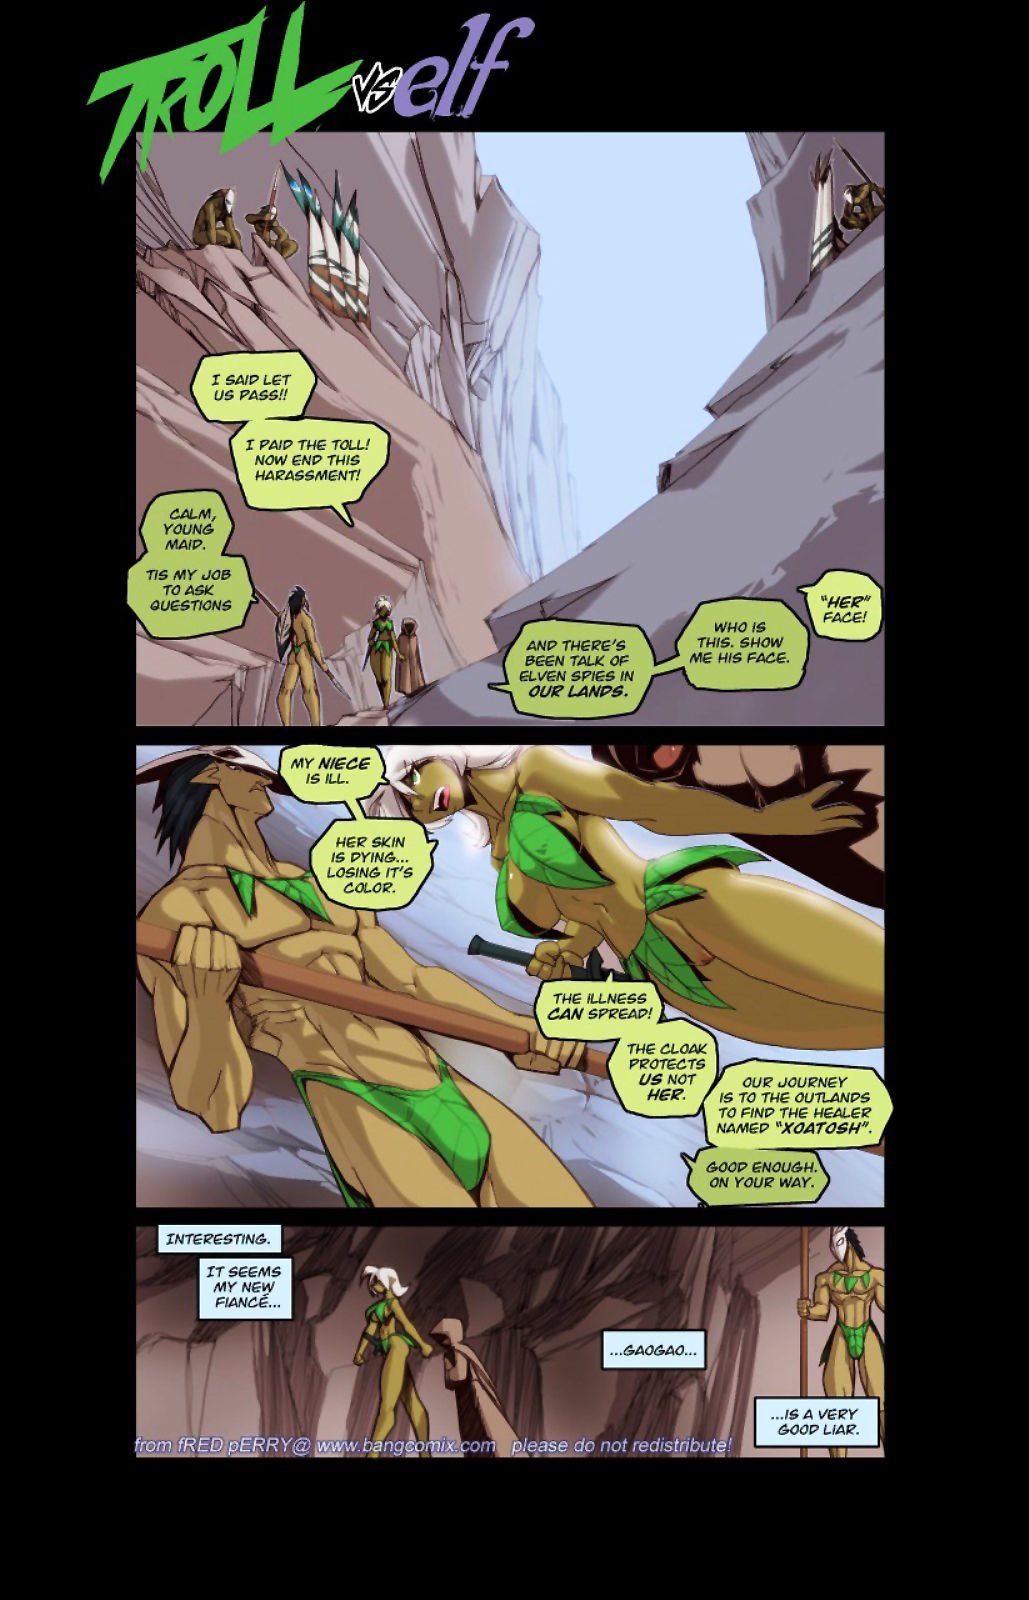 TROLL vs elf
I SAID LET
US PASS!!
I PAID THE TOLL!
NOW END THIS
HARASSMENT!
CALM,
YOUNG
MAID.
TIS MY JOB
TO ASK
QUESTIONS
AND THERE'S
BEEN TALK OF
ELVEN SPIES IN
OUR LANDS.
WHO IS
THIS. SHOW
ME HIS FACE.
"HER"
FACE!
MY NIECE
IS ILL.
HER SKIN
IS DYING...
LOSING IT'S
COLOR.
THE ILLNESS
CAN SPREAD!
THE CLOAK
PROTECTS
US NOT
HER.
OUR JOURNEY
IS TO THE OUTLANDS
TO FIND THE HEALER
NAMED "XOATOSH".
GOOD ENOUGH.
ON YOUR WAY.
INTERESTING.
IT SEEMS
MY NEW
FIANCÉ...
...GAOGAO...
...IS A VERY
GOOD LIAR.
from fRED pERRY@ www.bangcomix.com please do not redistribute!